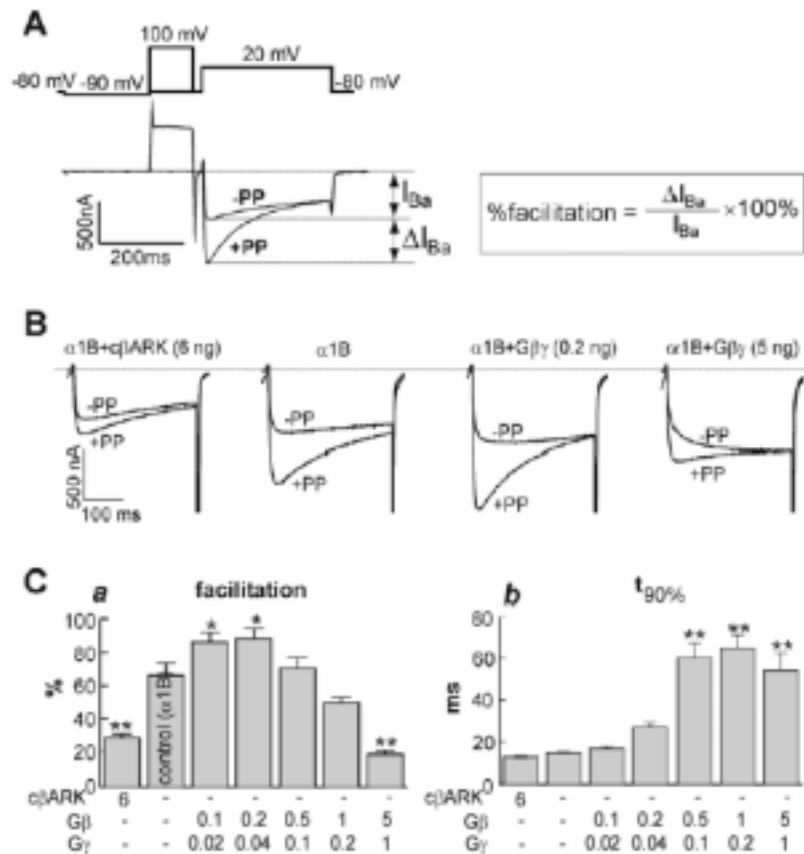 A
100 mV
20 mV
-80 mV
-90 mV
-80 mV
-PP
+PP
I_Ba
ΔI_Ba
500nA
200ms
%facilitation = ΔI_Ba / I_Ba ×100%
B
α1B+cβARK (6 ng)
α1B
α1B+Gβγ (0.2 ng)
α1B+Gβγ (5 ng)
-PP
+PP
-PP
+PP
-PP
+PP
-PP
+PP
500 nA
100 ms
C
a
facilitation
100
80
60
40
20
0
%
**
control (α1B)
*
*
**
cβARK 6 - - - - - -
Gβ - - 0.1 0.2 0.5 1 5
Gγ - - 0.02 0.04 0.1 0.2 1
b
t90%
80
60
40
20
0
ms
**
**
**
6 - - - - - -
- - 0.1 0.2 0.5 1 5
- - 0.02 0.04 0.1 0.2 1
cβARK
Gβ
Gγ